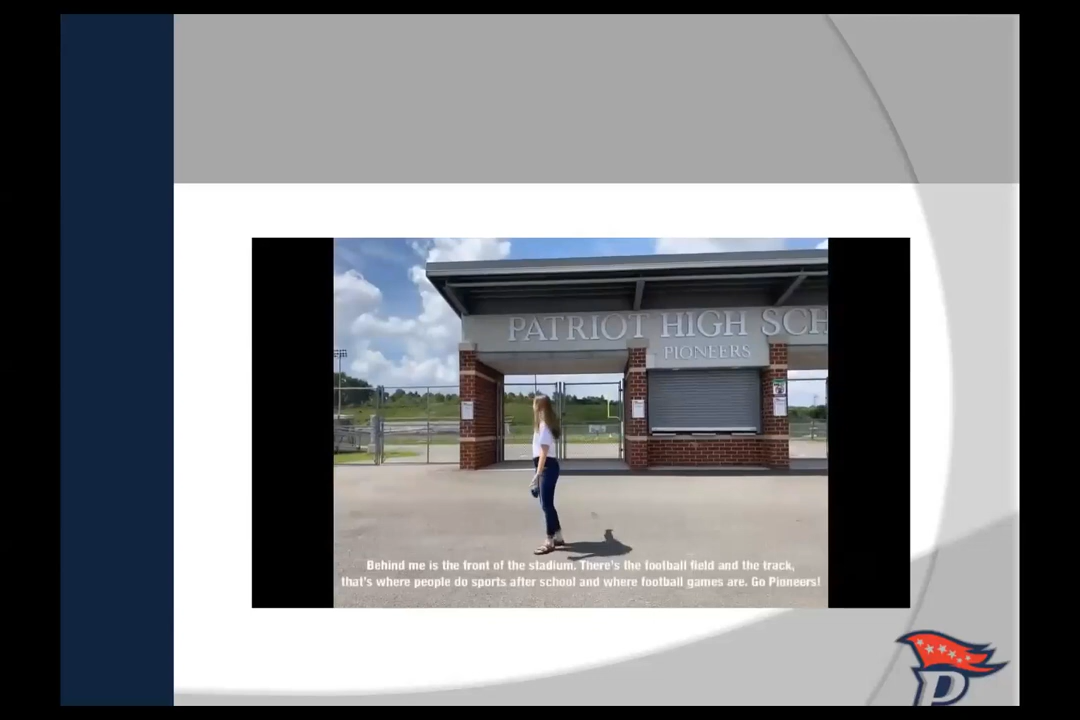 PATRIOT HIGH SCH
PIONEERS
Behind me is the front of the stadium. There's the football field and the track,
that's where people do sports after school and where football games are. Go Pioneers!
P